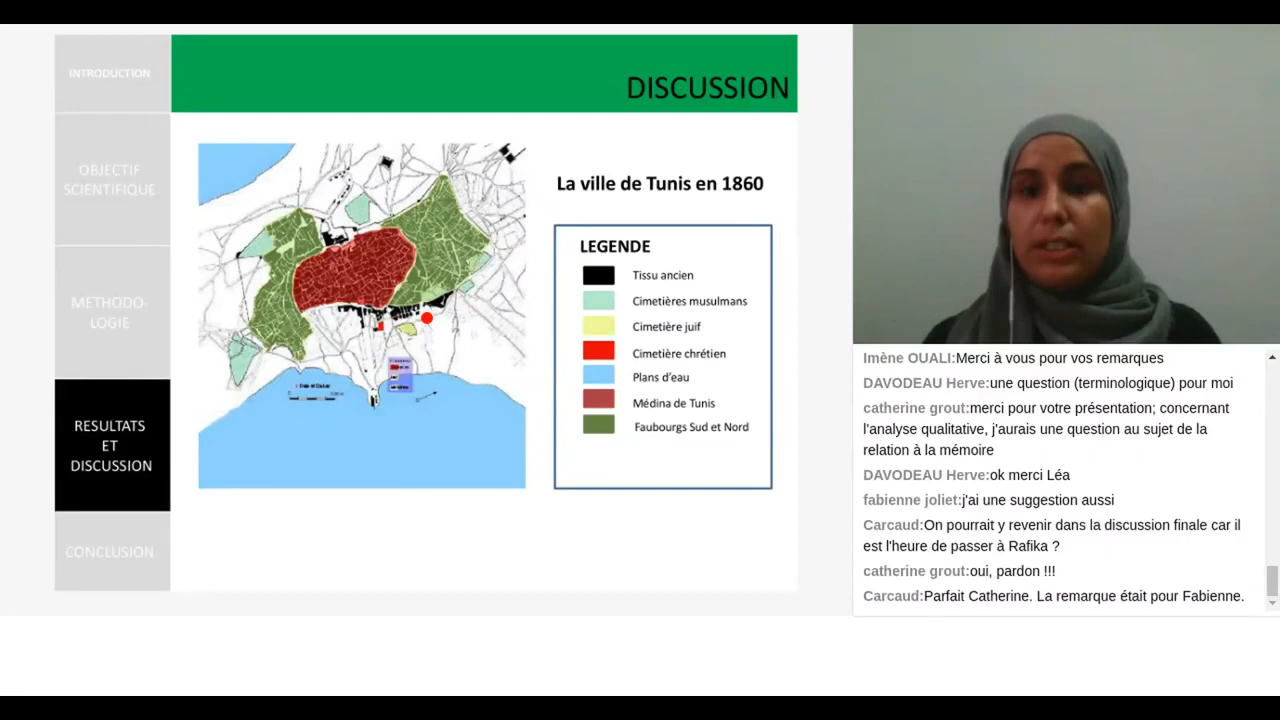 INTRODUCTION
OBJECTIF
SCIENTIFIQUE
METHODO-
LOGIE
RESULTATS
ET
DISCUSSION
CONCLUSION
DISCUSSION
La ville de Tunis en 1860
LEGENDE
Tissu ancien
Cimetières musulmans
Cimetière juif
Cimetière chrétien
Plans d'eau
Médina de Tunis
Faubourgs Sud et Nord
Imène OUALI:Merci à vous pour vos remarques
DAVODEAU Herve:une question (terminologique) pour moi
catherine grout:merci pour votre présentation; concernant
l'analyse qualitative, j'aurais une question au sujet de la
relation à la mémoire
DAVODEAU Herve:ok merci Léa
fabienne joliet:j'ai une suggestion aussi
Carcaud:On pourrait y revenir dans la discussion finale car il
est l'heure de passer à Rafika ?
catherine grout:oui, pardon !!!
Carcaud:Parfait Catherine. La remarque était pour Fabienne.